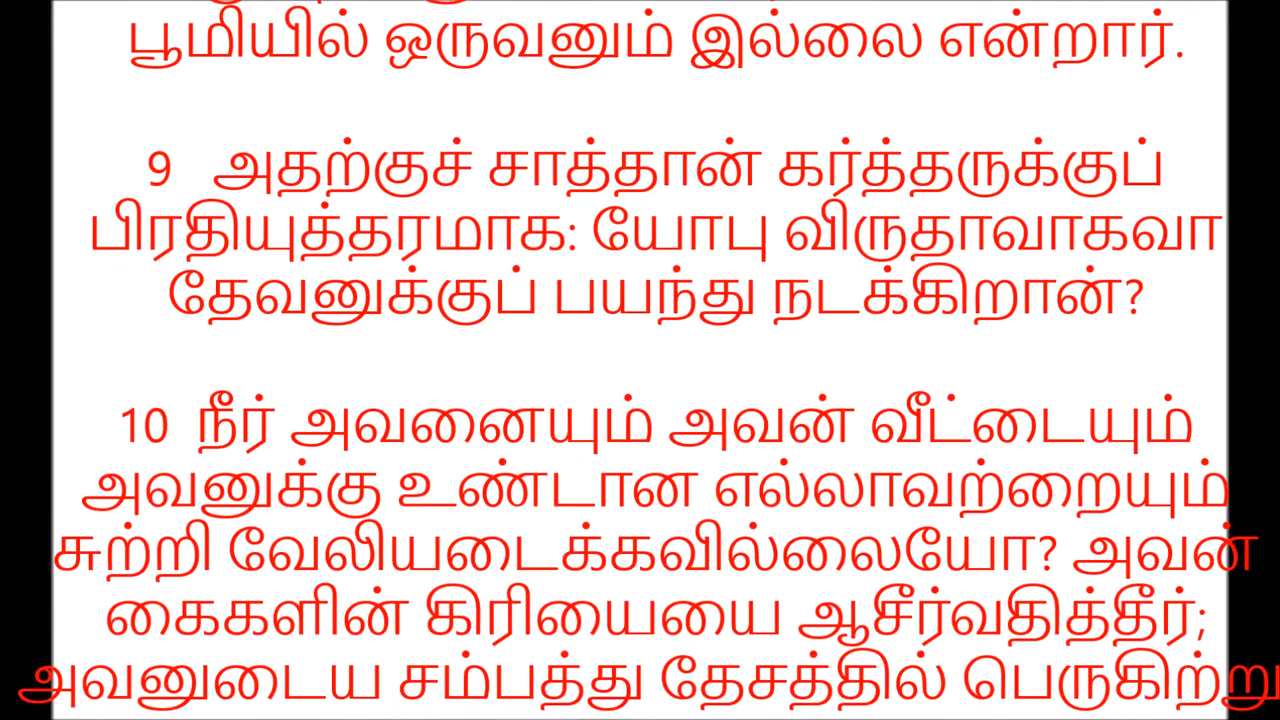 பூமியில் ஒருவனும் இல்லை என்றார்.
9 அதற்குச் சாத்தான் கர்த்தருக்குப்
பிரதியுத்தரமாக: யோபு விருதாவாகவா
தேவனுக்குப் பயந்து நடக்கிறான்?
10 நீர் அவனையும் அவன் வீட்டையும்
அவனுக்கு உண்டான எல்லாவற்றையும்
சுற்றி வேலியடைக்கவில்லையோ? அவன்
கைகளின் கிரியையை ஆசீர்வதித்தீர்;
அவனுடைய சம்பத்து தேசத்தில் பெருகிற்று